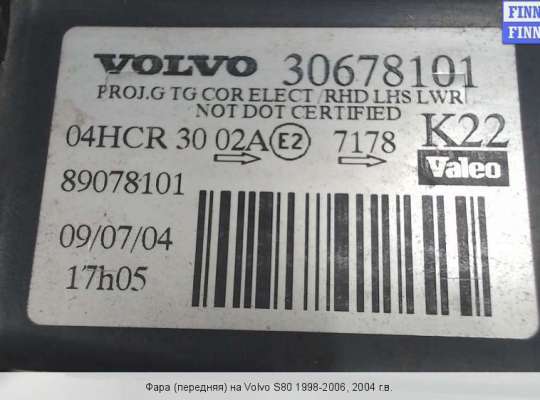 FINN
FINN
VOLVO 30678101
PROJ.G TG COR ELECT /RHD LHS LWR
NOT DOT CERTIFIED
04HCR 30 02A E2 7178 K22
Valeo
89078101
09/07/04
17h05
Фара (передняя) на Volvo S80 1998-2006, 2004 г.в.